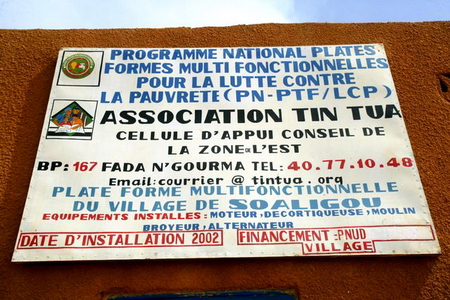 PROGRAMME NATIONAL PLATES
FORMES MULTI FONCTIONNELLES
POUR LA LUTTE CONTRE
LA PAUVRETE (PN-PTF/LCP)
ASSOCIATION TIN TUA
CELLULE D'APPUI CONSEIL DE
LA ZONE L'EST
BP: 167 FADA N'GOURMA TEL: 40.77.10.48
Email: courrier @ tintua.org
PLATE FORME MULTIFONCTIONNELLE
DU VILLAGE DE SOALIGOU
EQUIPEMENTS INSTALLES: MOTEUR, DECORTIQUEUSE, MOULIN
BROYEUR, ALTERNATEUR
DATE D'INSTALLATION 2002 FINANCEMENT: PNUD
VILLAGE